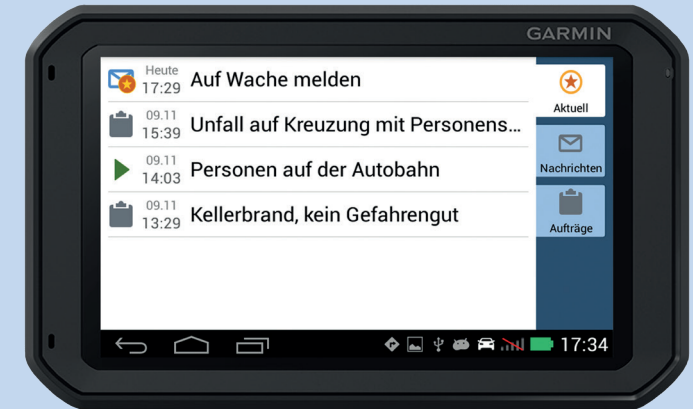 GARMIN
Heute
17:29 Auf Wache melden
09.11
15:39 Unfall auf Kreuzung mit Personens...
09.11
14:03 Personen auf der Autobahn
09.11
13:29 Kellerbrand, kein Gefahrengut
Aktuell
Nachrichten
Aufträge
17:34